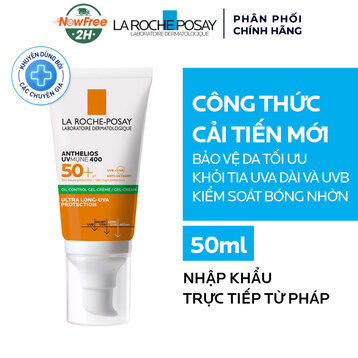 NowFree
2H
LA ROCHE-POSAY
LABORATOIRE DERMATOLOGIQUE
PHÂN PHỐI
CHÍNH HÃNG
KHUYÊN DÙNG BỞI
CÁC CHUYÊN GIA
LA ROCHE-POSAY
LABORATOIRE DERMATOLOGIQUE
ANTHELIOS
UVMUNE 400
50+
OIL CONTROL GEL-CREAM / GEL-CREME
ULTRA LONG-UVA
PROTECTION
CÔNG THỨC
CẢI TIẾN MỚI
BẢO VỆ DA TỐI ƯU
KHỎI TIA UVA DÀI VÀ UVB
KIỂM SOÁT BÓNG NHỜN
50ml
NHẬP KHẨU
TRỰC TIẾP TỪ PHÁP